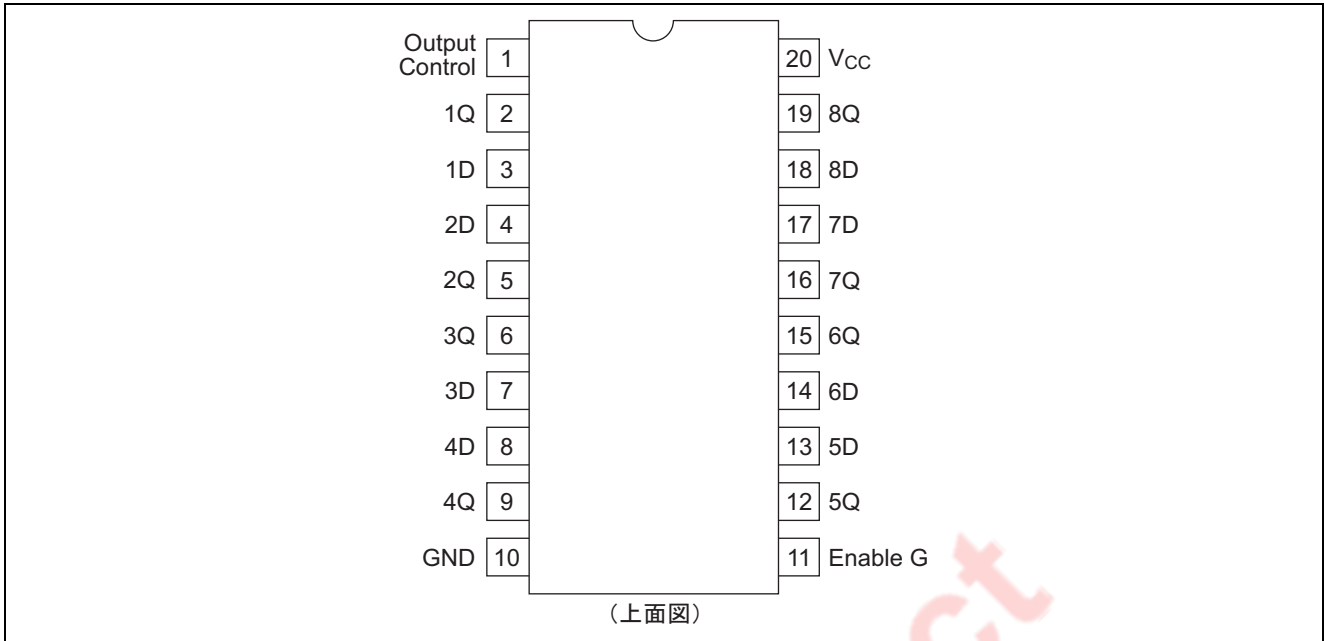 Output
Control 1
20 VCC
1Q 2
19 8Q
1D 3
18 8D
2D 4
17 7D
2Q 5
16 7Q
3Q 6
15 6Q
3D 7
14 6D
4D 8
13 5D
4Q 9
12 5Q
GND 10
11 Enable G
(上面図)
ct